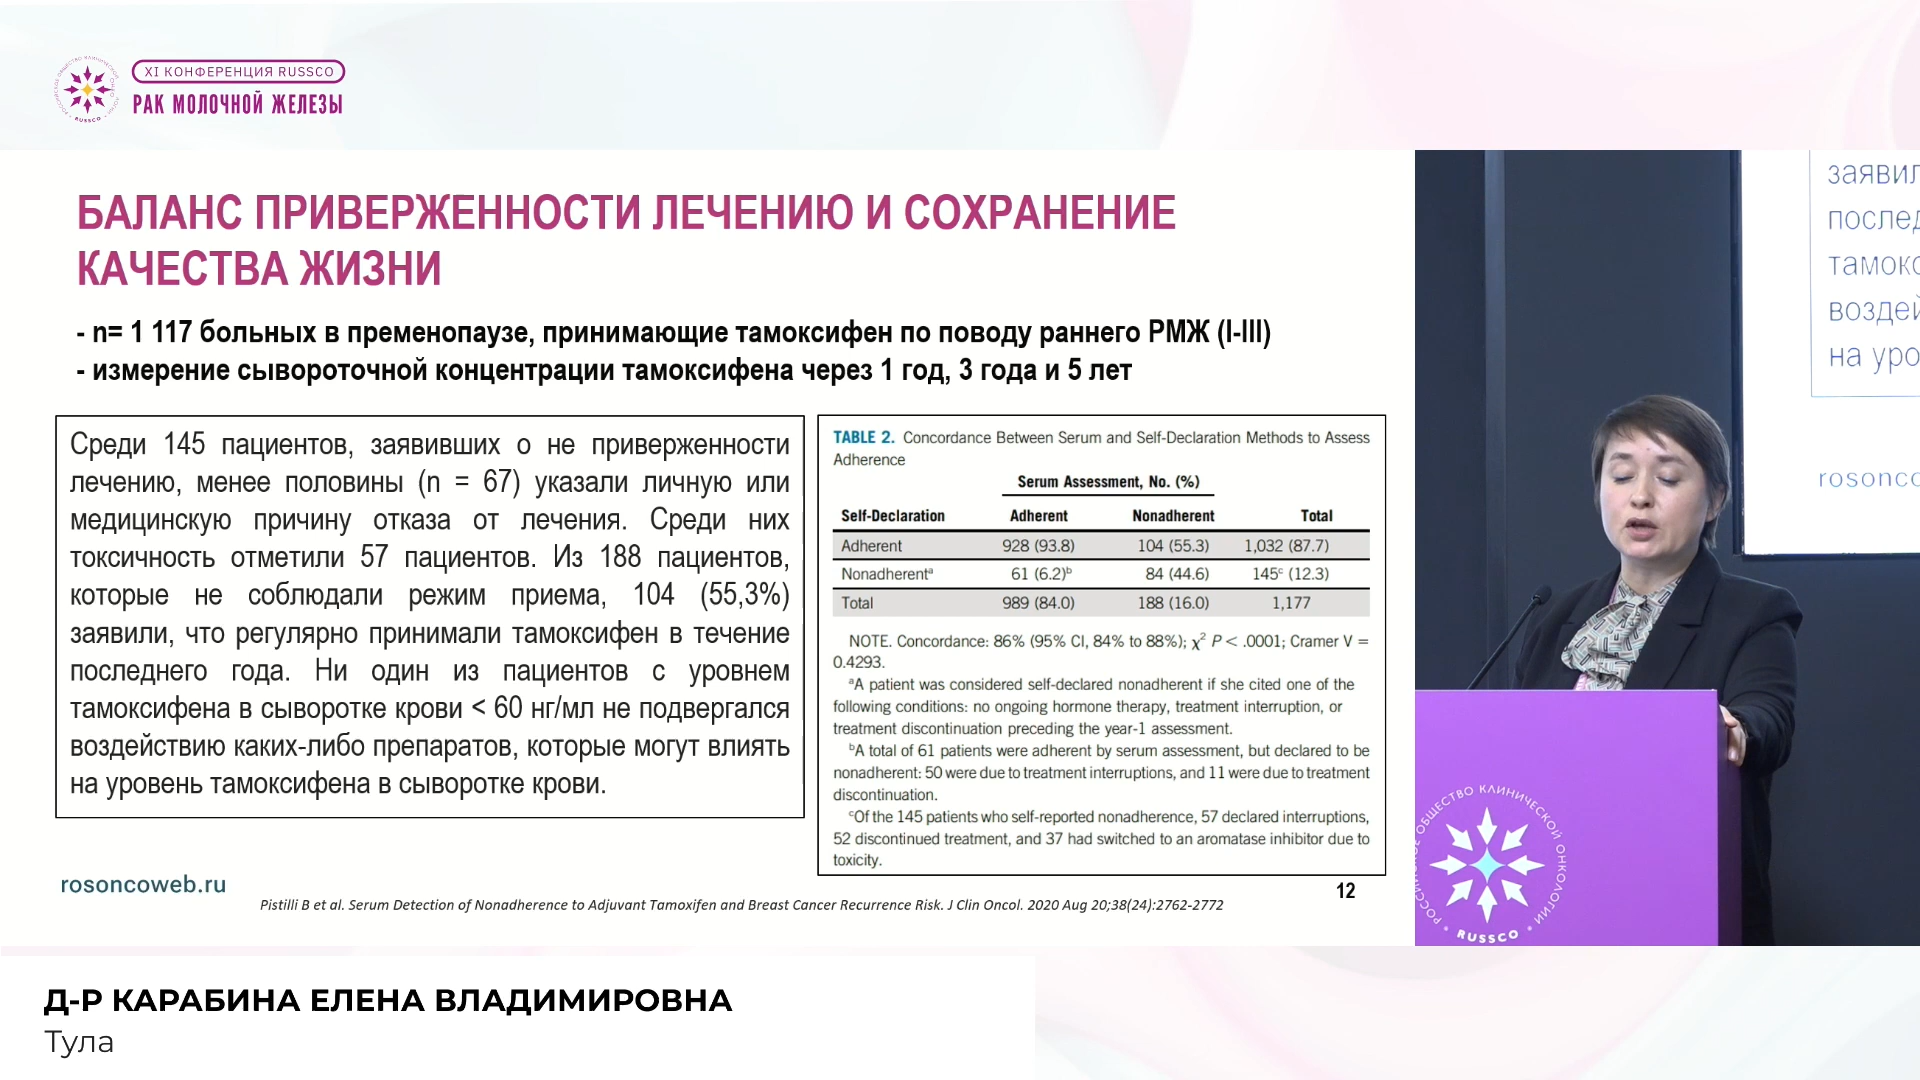 XI КОНФЕРЕНЦИЯ RUSSCO
РАК МОЛОЧНОЙ ЖЕЛЕЗЫ
БАЛАНС ПРИВЕРЖЕННОСТИ ЛЕЧЕНИЮ И СОХРАНЕНИЕ
КАЧЕСТВА ЖИЗНИ
- n= 1 117 больных в пременопаузе, принимающие тамоксифен по поводу раннего РМЖ (I-III)
- измерение сывороточной концентрации тамоксифена через 1 год, 3 года и 5 лет
Среди 145 пациентов, заявивших о не приверженности
лечению, менее половины (n = 67) указали личную или
медицинскую причину отказа от лечения. Среди них
токсичность отметили 57 пациентов. Из 188 пациентов,
которые не соблюдали режим приема, 104 (55,3%)
заявили, что регулярно принимали тамоксифен в течение
последнего года. Ни один из пациентов с уровнем
тамоксифена в сыворотке крови < 60 нг/мл не подвергался
воздействию каких-либо препаратов, которые могут влиять
на уровень тамоксифена в сыворотке крови.
TABLE 2. Concordance Between Serum and Self-Declaration Methods to Assess
Adherence
Serum Assessment, No. (%)
Self-Declaration Adherent Nonadherent Total
Adherent 928 (93.8) 104 (55.3) 1,032 (87.7)
Nonadherentᵃ 61 (6.2)ᵇ 84 (44.6) 145ᶜ (12.3)
Total 989 (84.0) 188 (16.0) 1,177
NOTE. Concordance: 86% (95% CI, 84% to 88%); χ² P < .0001; Cramer V =
0.4293.
ᵃA patient was considered self-declared nonadherent if she cited one of the
following conditions: no ongoing hormone therapy, treatment interruption, or
treatment discontinuation preceding the year-1 assessment.
ᵇA total of 61 patients were adherent by serum assessment, but declared to be
nonadherent: 50 were due to treatment interruptions, and 11 were due to treatment
discontinuation.
ᶜOf the 145 patients who self-reported nonadherence, 57 declared interruptions,
52 discontinued treatment, and 37 had switched to an aromatase inhibitor due to
toxicity.
rosoncoweb.ru
12
Pistilli B et al. Serum Detection of Nonadherence to Adjuvant Tamoxifen and Breast Cancer Recurrence Risk. J Clin Oncol. 2020 Aug 20;38(24):2762-2772
заявил
послед
тамокс
воздей
на уро
rosonco
РОССИЙСКОЕ ОБЩЕСТВО КЛИНИЧЕСКОЙ ОНКОЛОГИИ
RUSSCO
Д-Р КАРАБИНА ЕЛЕНА ВЛАДИМИРОВНА
Тула